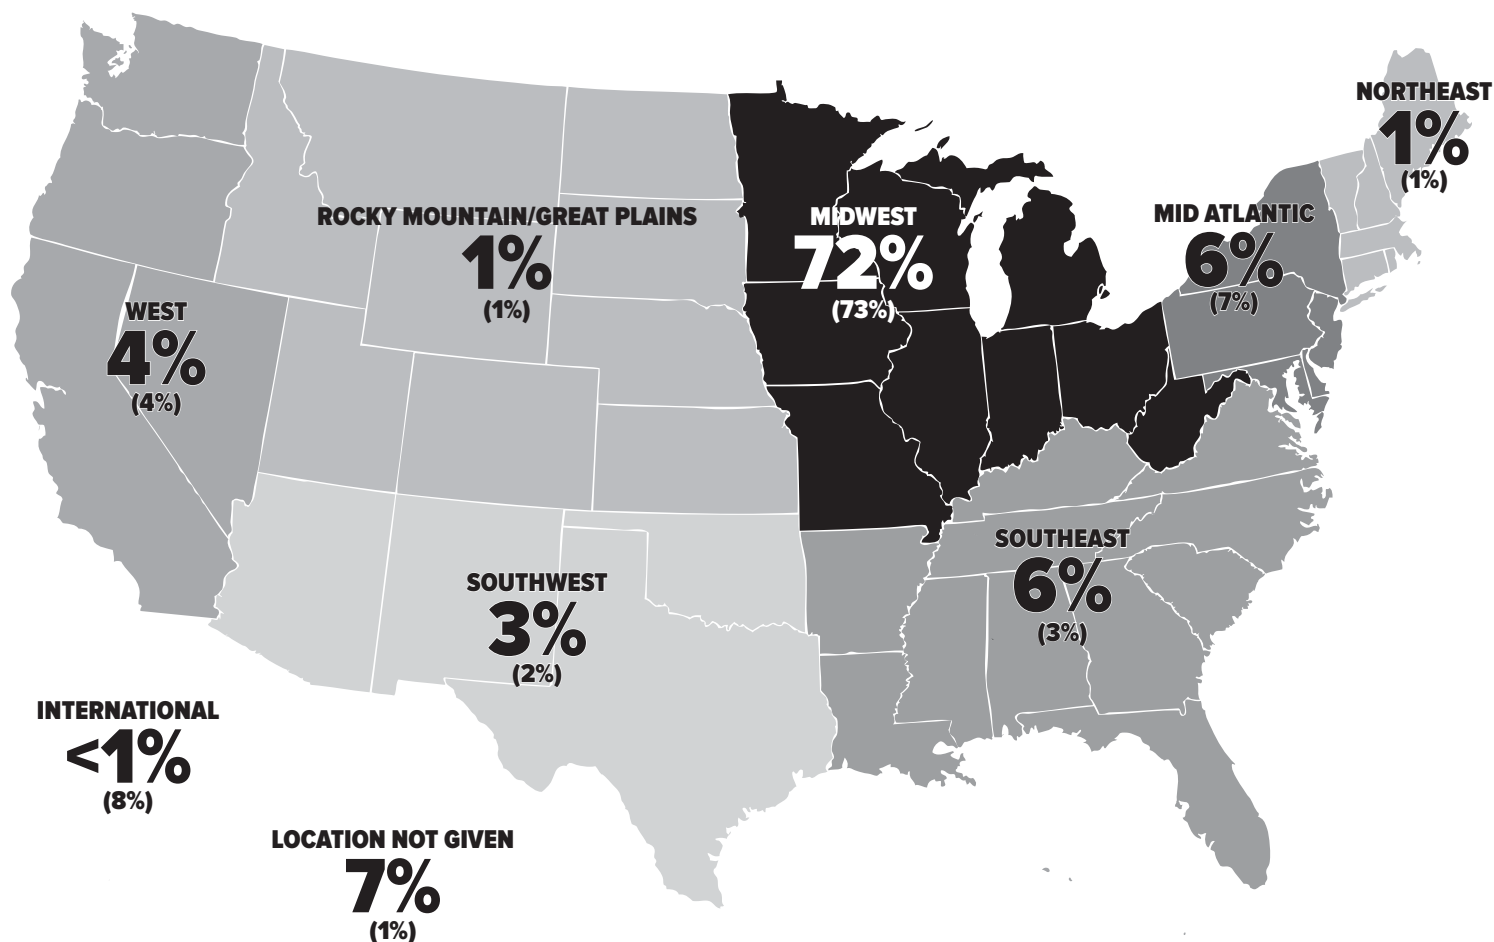 NORTHEAST
1%
(1%)
ROCKY MOUNTAIN/GREAT PLAINS
1%
(1%)
MIDWEST
72%
(73%)
MID ATLANTIC
6%
(7%)
WEST
4%
(4%)
SOUTHEAST
6%
(3%)
SOUTHWEST
3%
(2%)
INTERNATIONAL
<1%
(8%)
LOCATION NOT GIVEN
7%
(1%)